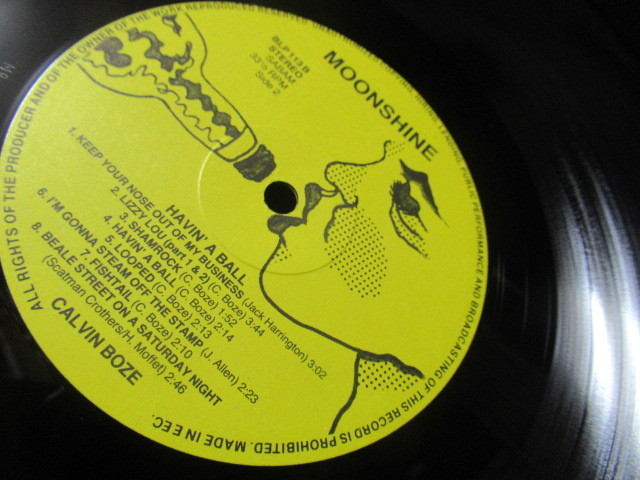 MOONSHINE
BLP 113 B
STEREO
SABAM
33⅓ RPM
Side 2
HAVIN' A BALL
1. KEEP YOUR NOSE OUT OF MY BUSINESS (Jack Harrington) 3:02
2. LIZZY LOU (part 1 & 2) (C. Boze) 3:44
3. SHAMROCK (C. Boze) 1:52
4. HAVIN' A BALL (C. Boze) 2:14
5. LOOPED (C. Boze) 2:13
6. I'M GONNA STEAM OFF THE STAMP (J. Allen) 2:23
7. FISHTAIL (C. Boze) 2:10
8. BEALE STREET ON A SATURDAY NIGHT
(Scatman Crothers/H. Moffet) 2:46
CALVIN BOZE
ALL RIGHTS OF THE PRODUCER AND OF THE OWNER OF THE WORK REPRODUCED RESERVED PUBLIC PERFORMANCE AND BROADCASTING OF THIS RECORD IS PROHIBITED. MADE IN EEC.